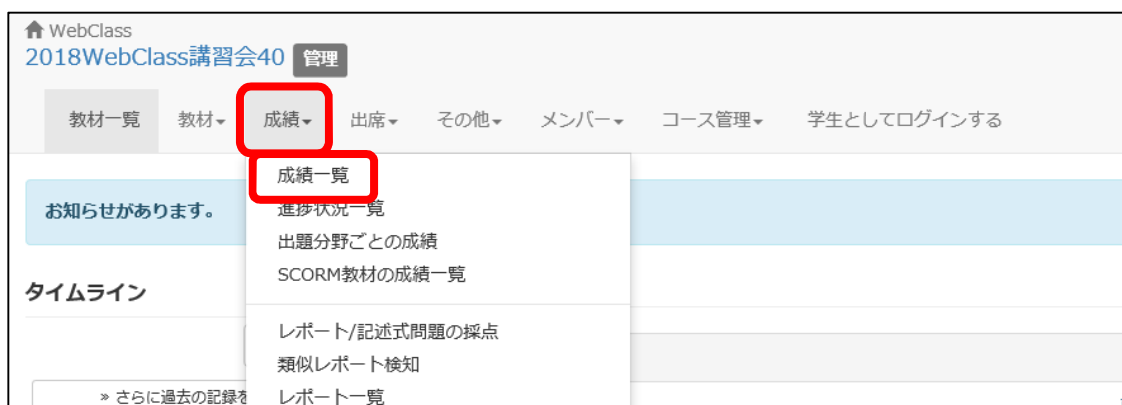 WebClass
2018WebClass講習会40 管理
教材一覧 教材 成績 出席 その他 メンバー コース管理 学生としてログインする
成績一覧
お知らせがあります。
進捗状況一覧
出題分野ごとの成績
SCORM教材の成績一覧
タイムライン
レポート/記述式問題の採点
類似レポート検知
» さらに過去の記録を
レポート一覧